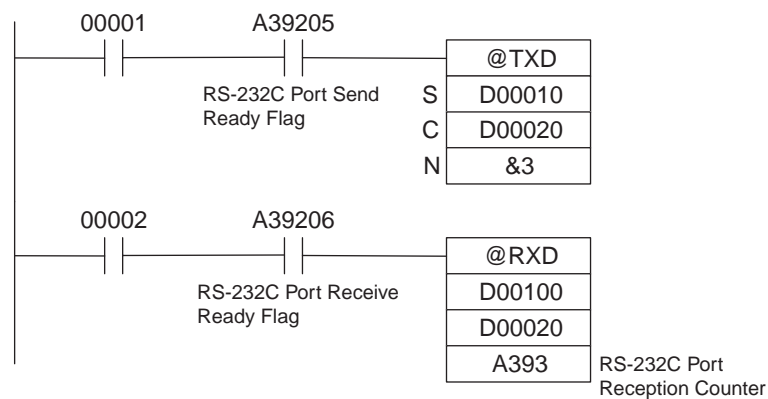 00001 A39205
@TXD
RS-232C Port Send
Ready Flag
S D00010
C D00020
N &3
00002 A39206
@RXD
RS-232C Port Receive
Ready Flag
D00100
D00020
A393
RS-232C Port
Reception Counter